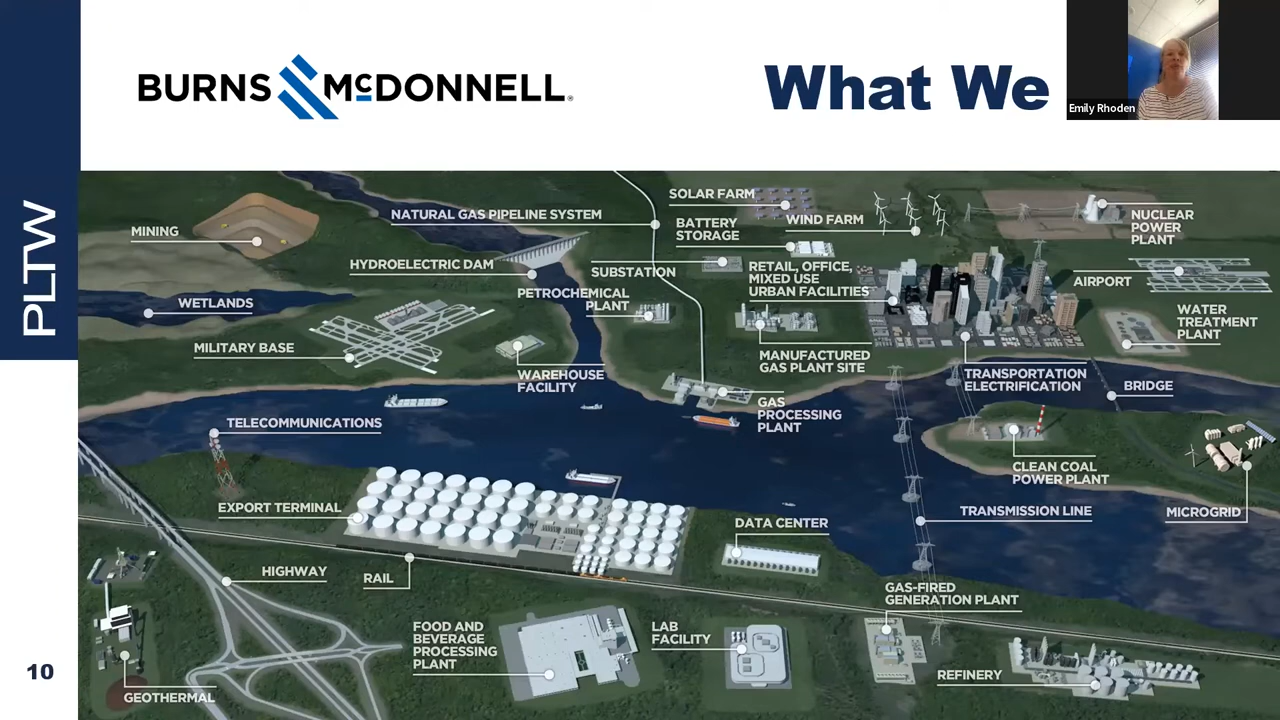 BURNS McDONNELL.
What We
Emily Rhoden
PLTW
10
SOLAR FARM
NATURAL GAS PIPELINE SYSTEM
BATTERY
STORAGE
WIND FARM
NUCLEAR
POWER
PLANT
MINING
HYDROELECTRIC DAM
SUBSTATION
RETAIL, OFFICE,
MIXED USE
URBAN FACILITIES
AIRPORT
WETLANDS
PETROCHEMICAL
PLANT
WATER
TREATMENT
PLANT
MILITARY BASE
WAREHOUSE
FACILITY
MANUFACTURED
GAS PLANT SITE
TRANSPORTATION
ELECTRIFICATION
BRIDGE
TELECOMMUNICATIONS
GAS
PROCESSING
PLANT
CLEAN COAL
POWER PLANT
EXPORT TERMINAL
DATA CENTER
TRANSMISSION LINE
MICROGRID
HIGHWAY
RAIL
GAS-FIRED
GENERATION PLANT
FOOD AND
BEVERAGE
PROCESSING
PLANT
LAB
FACILITY
REFINERY
GEOTHERMAL